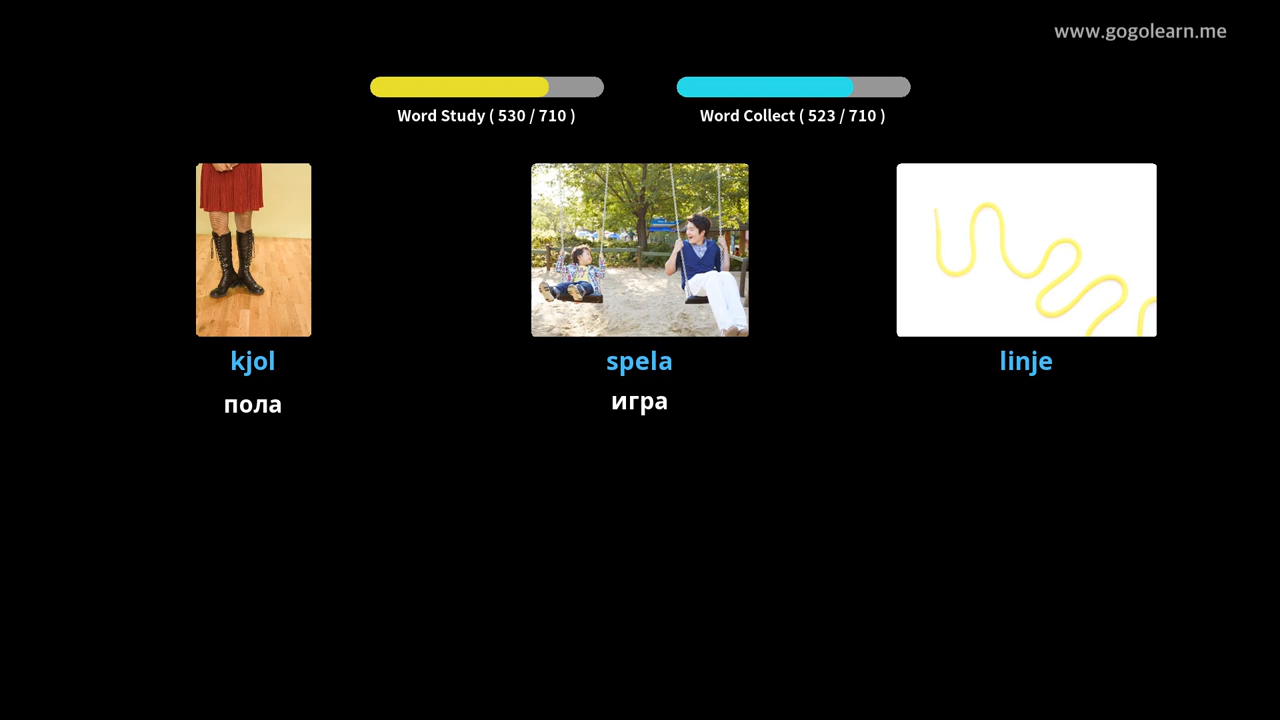 www.gogolearn.me
Word Study ( 530 / 710 )
Word Collect ( 523 / 710 )
kjol
spela
linje
пола
игра